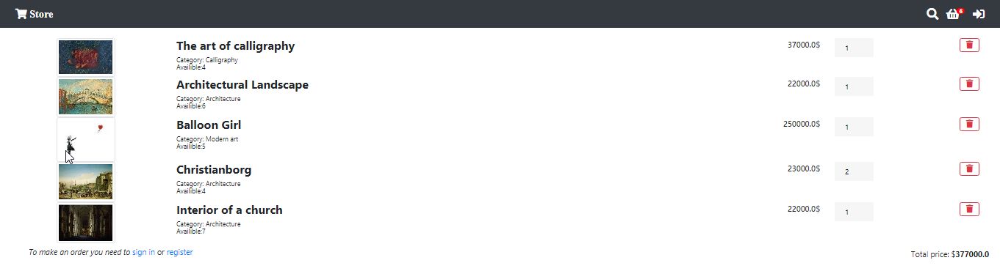 Store
6
The art of calligraphy
37000.0$
1
Category: Calligraphy
Availible:4
Architectural Landscape
22000.0$
1
Category: Architecture
Availible:6
Balloon Girl
250000.0$
1
Category: Modern art
Availible:5
Christianborg
23000.0$
2
Category: Architecture
Availible:4
Interior of a church
22000.0$
1
Category: Architecture
Availible:7
To make an order you need to sign in or register
Total price: $377000.0